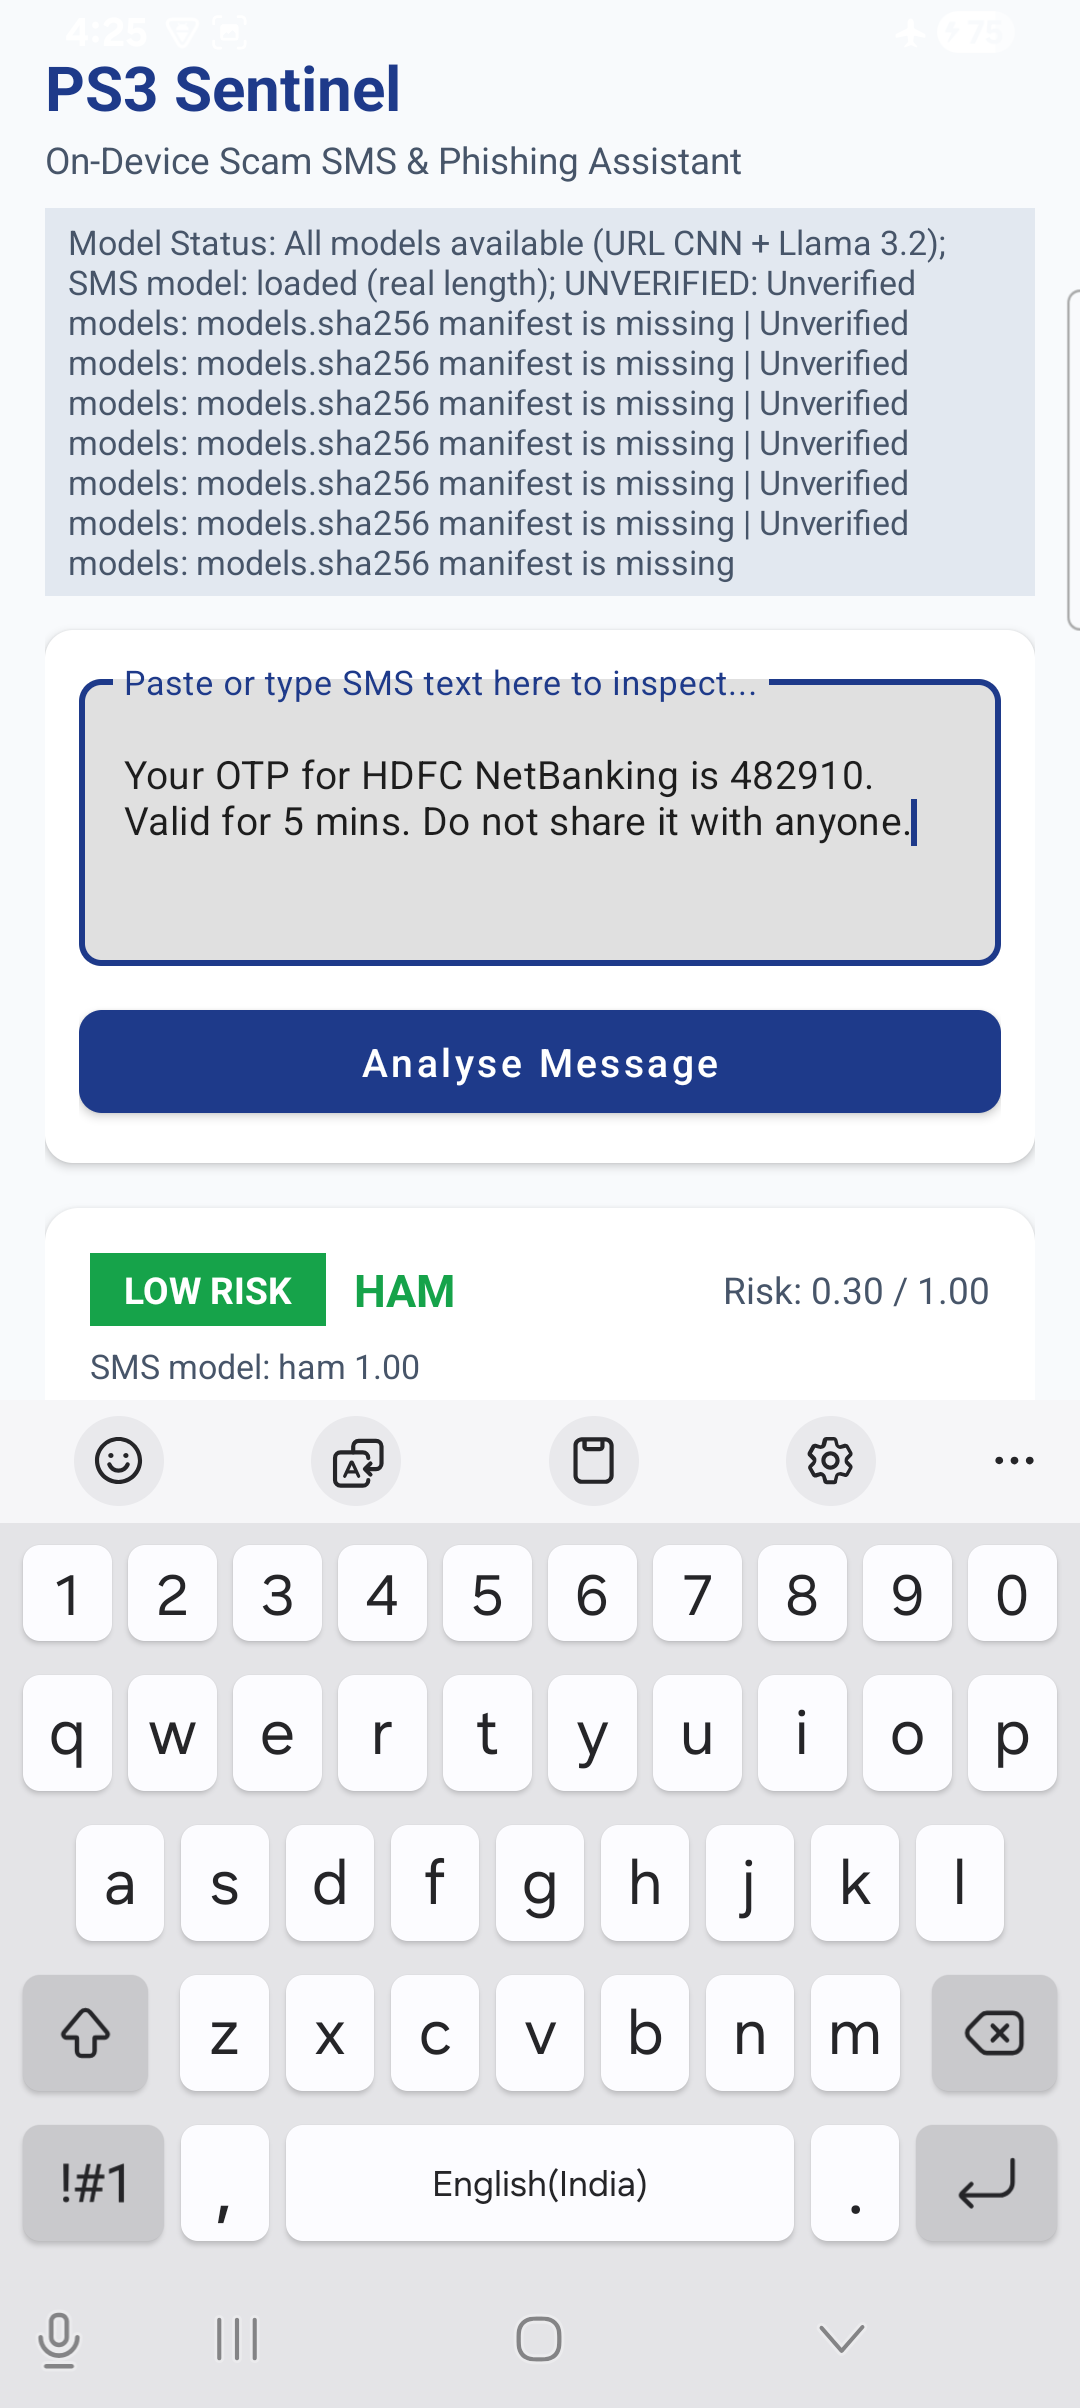 4:25
75
PS3 Sentinel
On-Device Scam SMS & Phishing Assistant
Model Status: All models available (URL CNN + Llama 3.2);
SMS model: loaded (real length); UNVERIFIED: Unverified
models: models.sha256 manifest is missing | Unverified
models: models.sha256 manifest is missing | Unverified
models: models.sha256 manifest is missing | Unverified
models: models.sha256 manifest is missing | Unverified
models: models.sha256 manifest is missing | Unverified
models: models.sha256 manifest is missing | Unverified
models: models.sha256 manifest is missing
Paste or type SMS text here to inspect...
Your OTP for HDFC NetBanking is 482910.
Valid for 5 mins. Do not share it with anyone.
Analyse Message
LOW RISK HAM Risk: 0.30 / 1.00
SMS model: ham 1.00
1 2 3 4 5 6 7 8 9 0
q w e r t y u i o p
a s d f g h j k l
z x c v b n m
!#1 , English(India) .